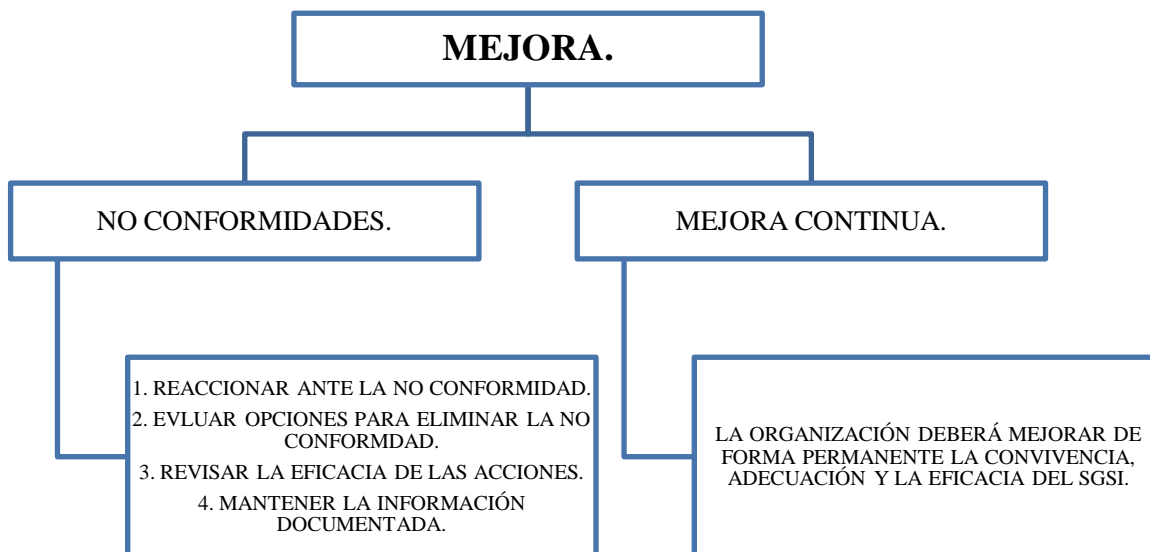 MEJORA.
NO CONFORMIDADES.
MEJORA CONTINUA.
1. REACCIONAR ANTE LA NO CONFORMIDAD.
2. EVLUAR OPCIONES PARA ELIMINAR LA NO
CONFORMDAD.
3. REVISAR LA EFICACIA DE LAS ACCIONES.
4. MANTENER LA INFORMACIÓN
DOCUMENTADA.
LA ORGANIZACIÓN DEBERÁ MEJORAR DE
FORMA PERMANENTE LA CONVIVENCIA,
ADECUACIÓN Y LA EFICACIA DEL SGSI.